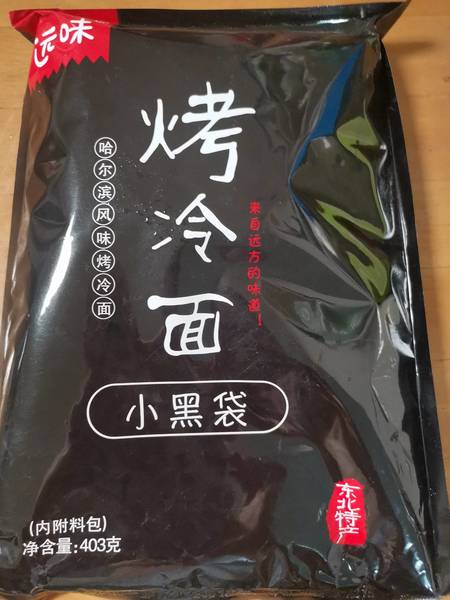 远味
烤冷面
哈尔滨风味烤冷面
来自远方的味道！
小黑袋
东北特产
(内附料包)
净含量:403克